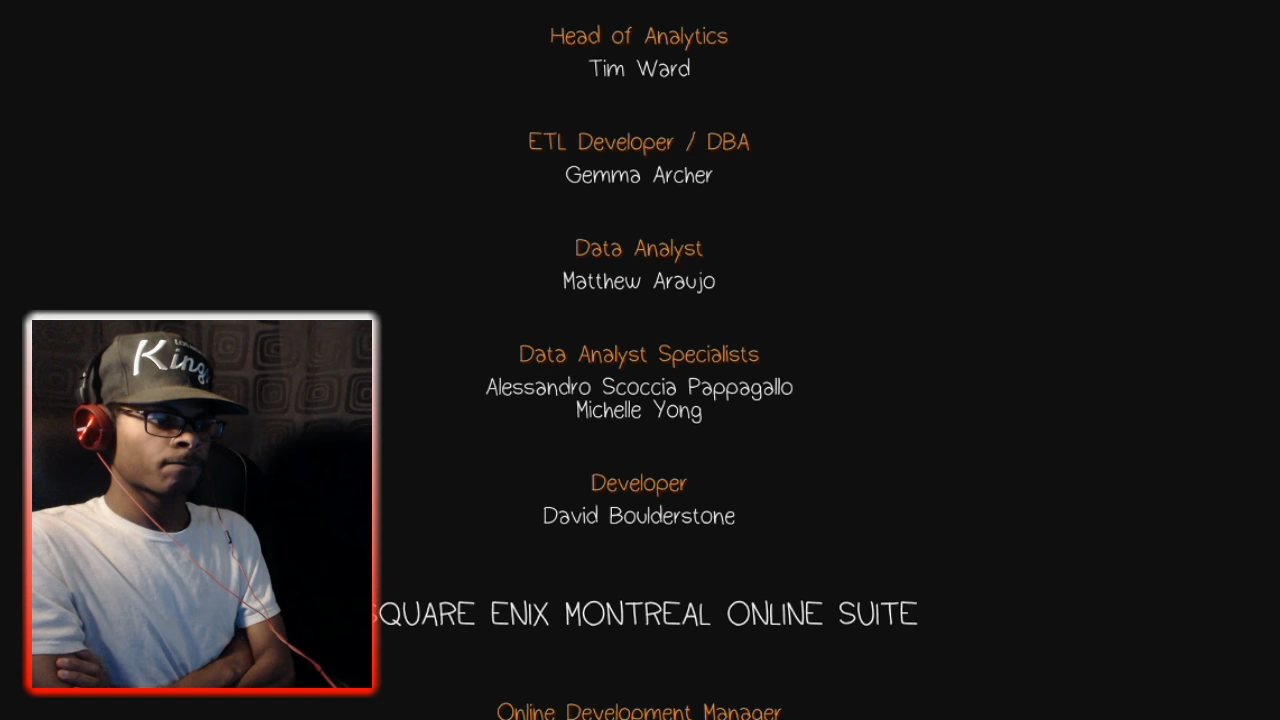 Head of Analytics
Tim Ward
ETL Developer / DBA
Gemma Archer
Data Analyst
Matthew Araujo
Data Analyst Specialists
Alessandro Scoccia Pappagallo
Michelle Yong
Developer
David Boulderstone
SQUARE ENIX MONTREAL ONLINE SUITE
Online Development Manager
Kings